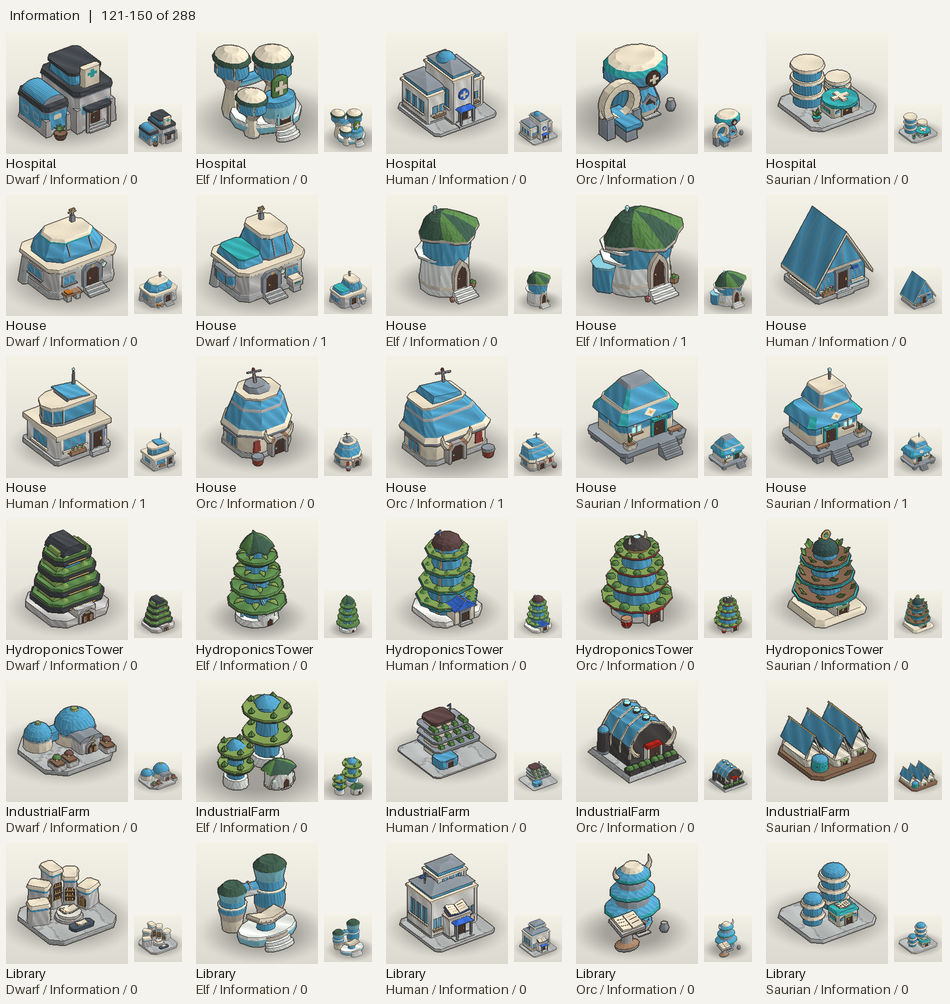 Information | 121-150 of 288
Hospital
Dwarf / Information / 0
Hospital
Elf / Information / 0
Hospital
Human / Information / 0
Hospital
Orc / Information / 0
Hospital
Saurian / Information / 0
House
Dwarf / Information / 0
House
Dwarf / Information / 1
House
Elf / Information / 0
House
Elf / Information / 1
House
Human / Information / 0
House
Human / Information / 1
House
Orc / Information / 0
House
Orc / Information / 1
House
Saurian / Information / 0
House
Saurian / Information / 1
HydroponicsTower
Dwarf / Information / 0
HydroponicsTower
Elf / Information / 0
HydroponicsTower
Human / Information / 0
HydroponicsTower
Orc / Information / 0
HydroponicsTower
Saurian / Information / 0
IndustrialFarm
Dwarf / Information / 0
IndustrialFarm
Elf / Information / 0
IndustrialFarm
Human / Information / 0
IndustrialFarm
Orc / Information / 0
IndustrialFarm
Saurian / Information / 0
Library
Dwarf / Information / 0
Library
Elf / Information / 0
Library
Human / Information / 0
Library
Orc / Information / 0
Library
Saurian / Information / 0